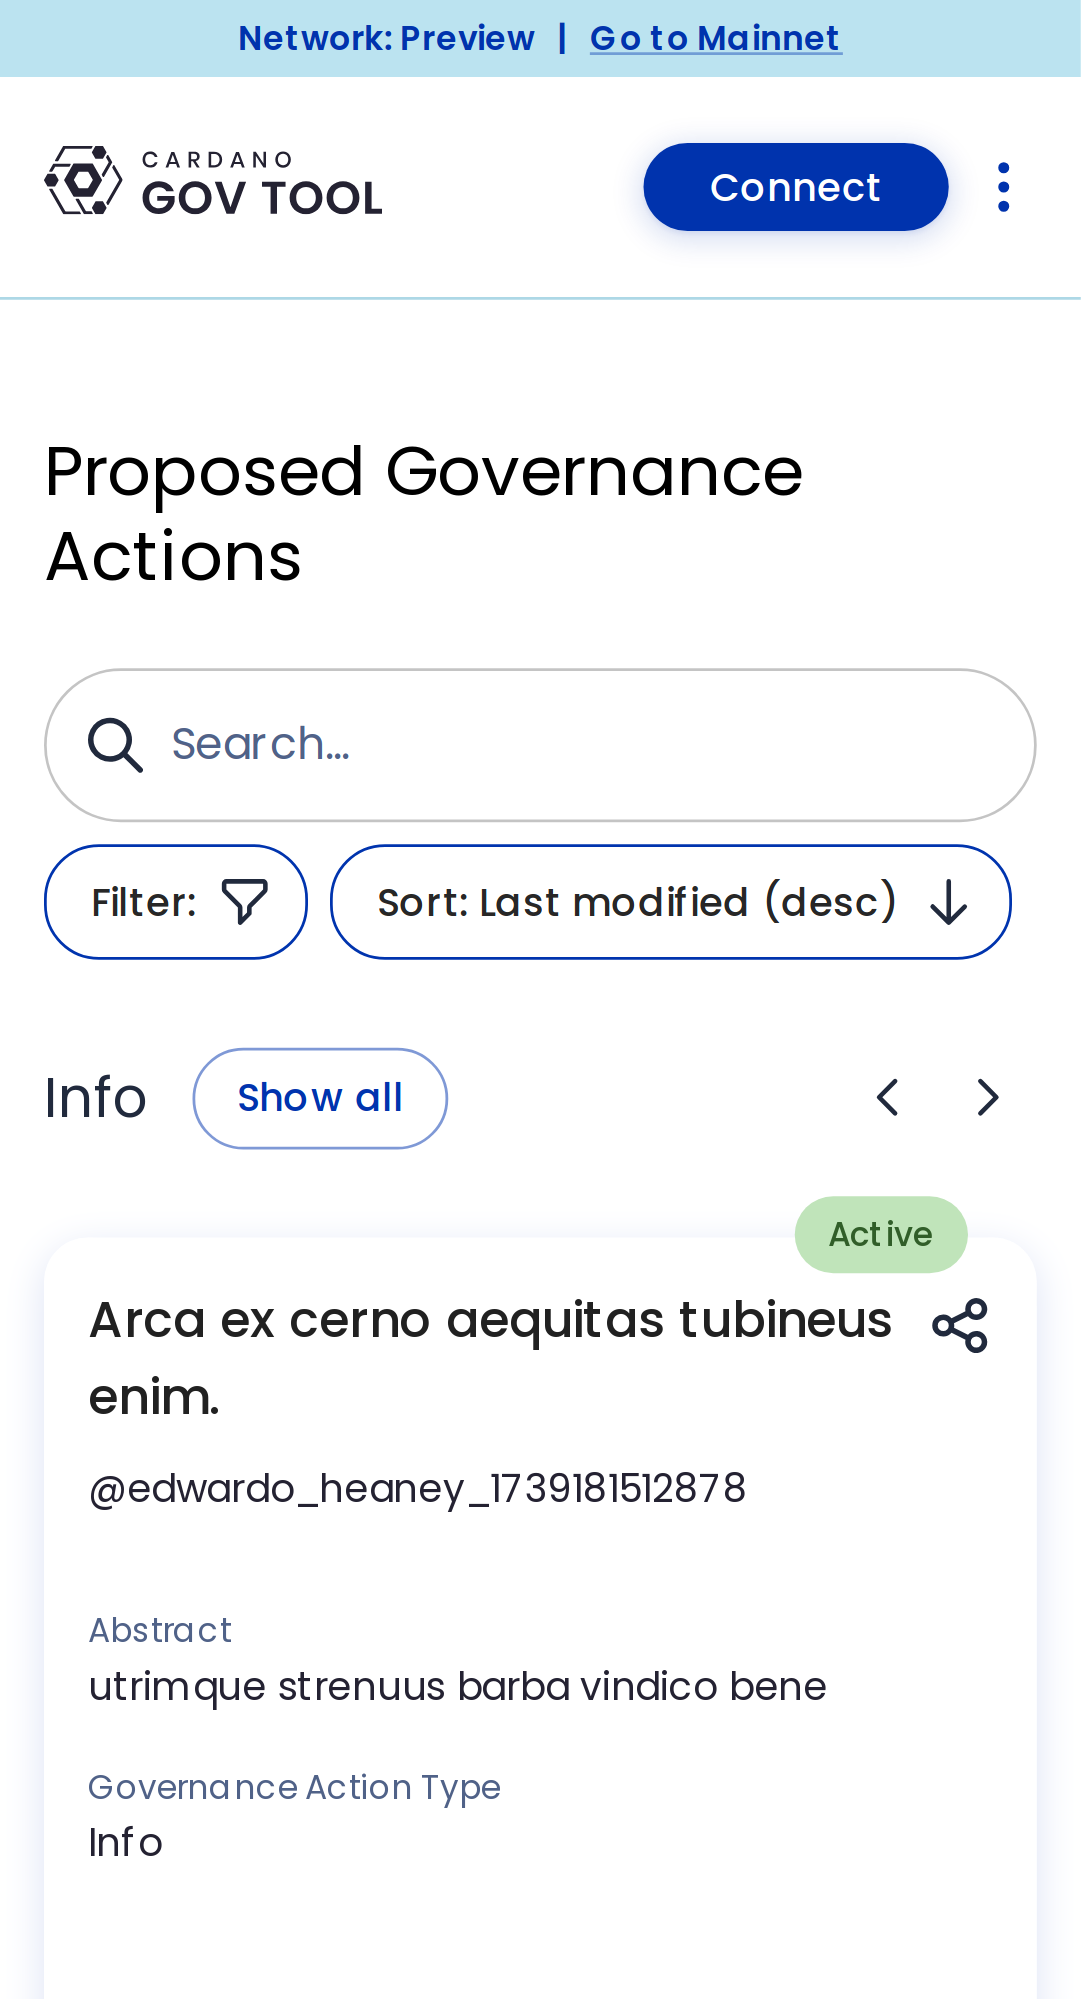 Network: Preview | Go to Mainnet
CARDANO
GOV TOOL
Connect
Proposed Governance
Actions
Search...
Filter:
Sort: Last modified (desc)
Info
Show all
Active
Arca ex cerno aequitas tubineus
enim.
@edwardo_heaney_1739181512878
Abstract
utrimque strenuus barba vindico bene
Governance Action Type
Info